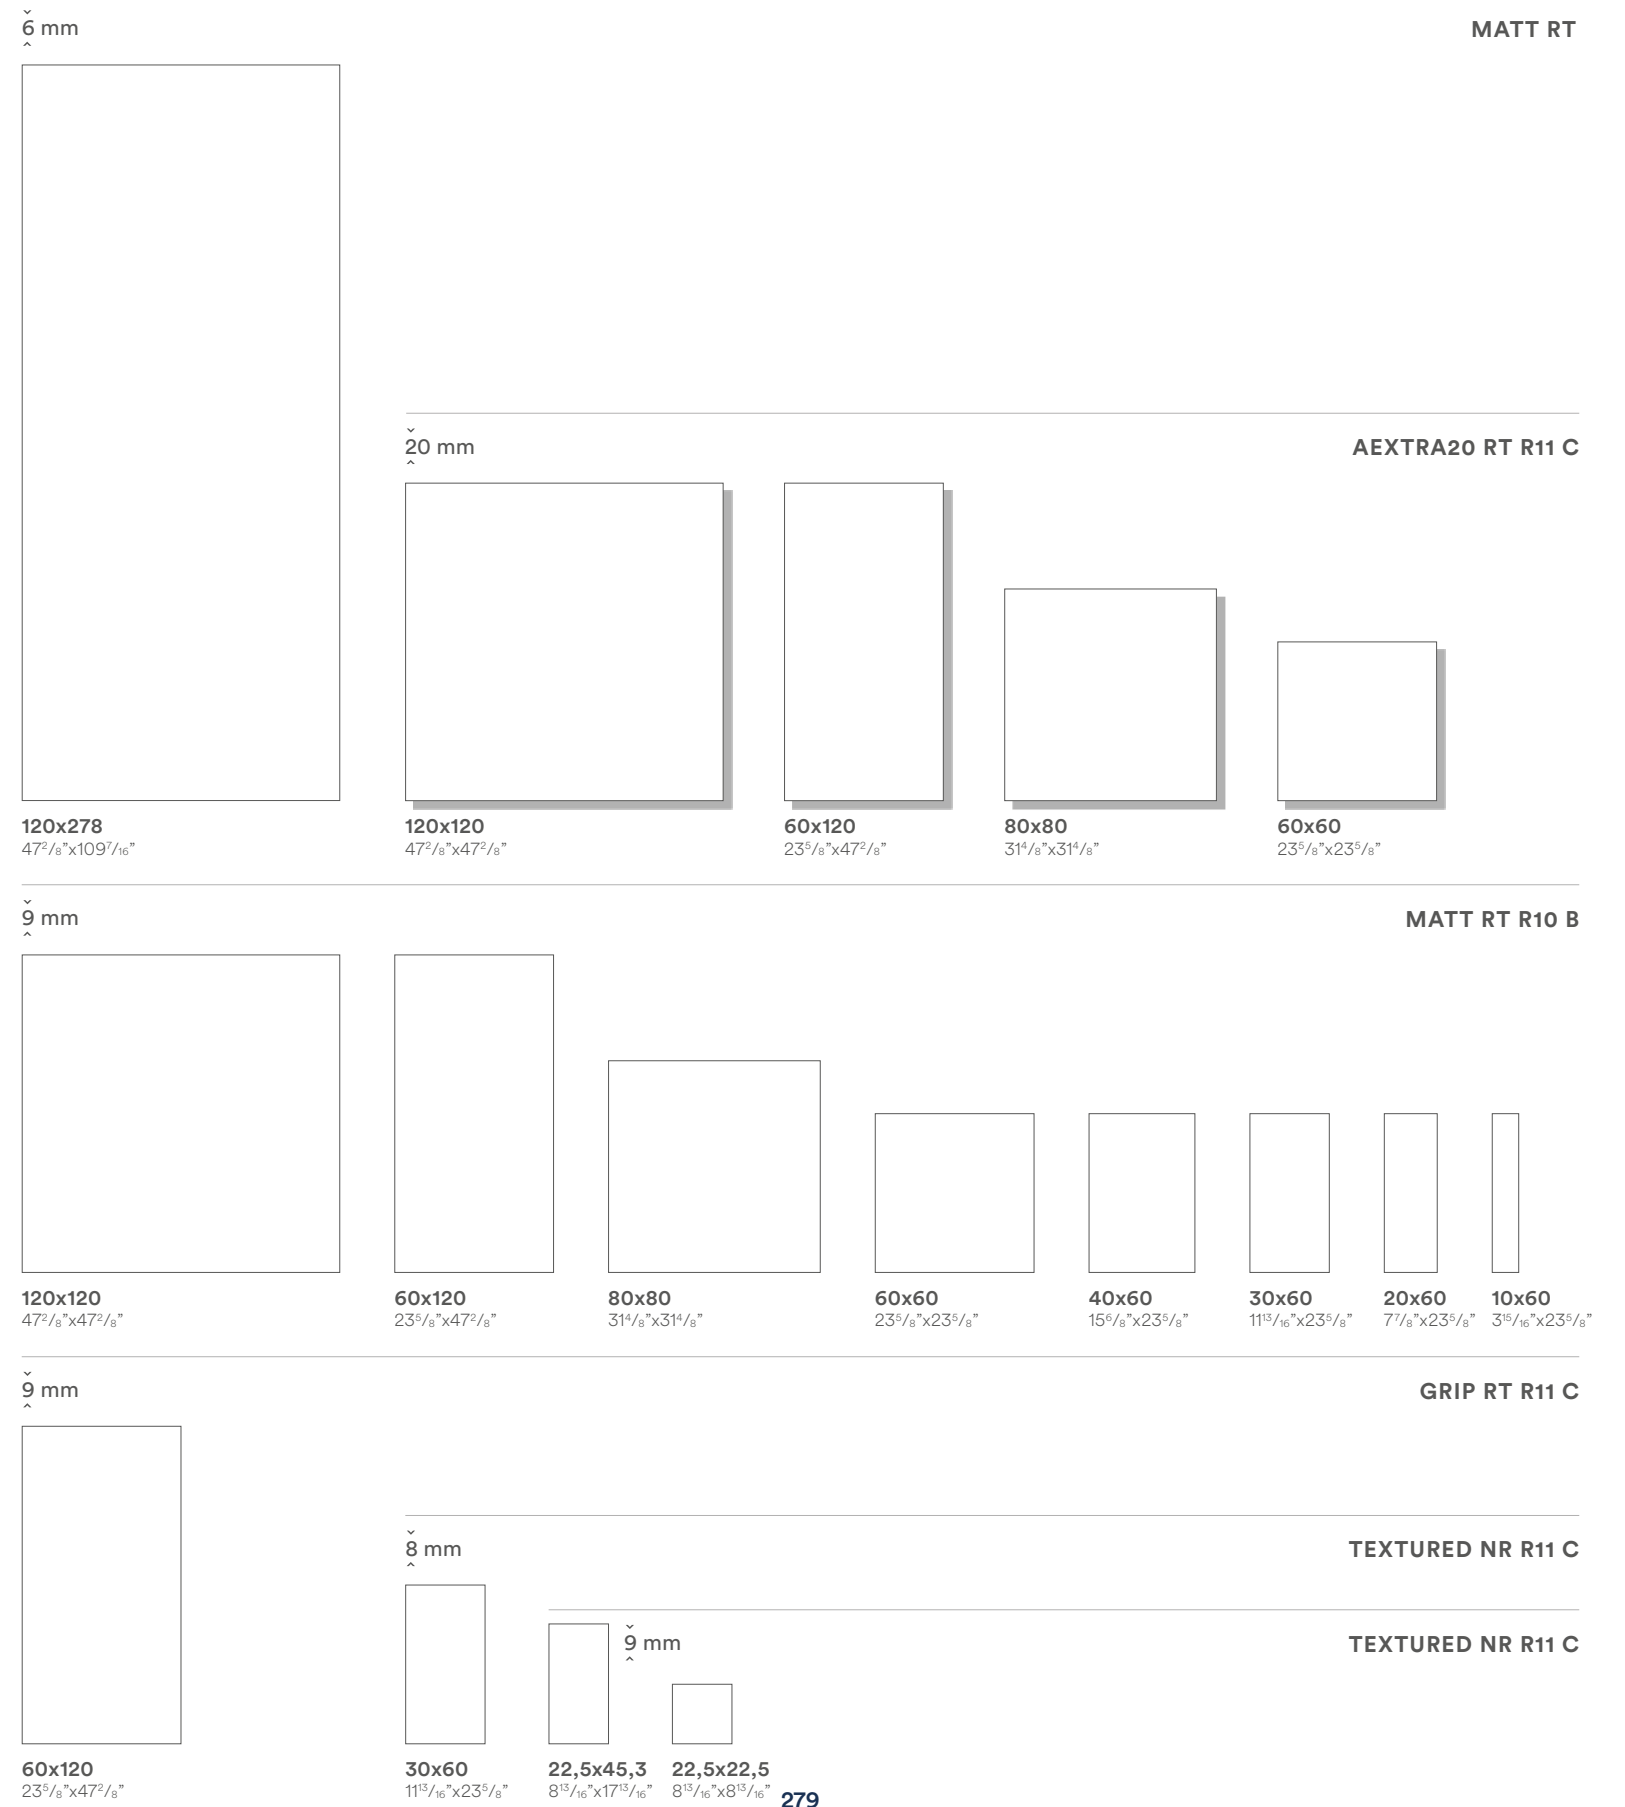 6 mm
MATT RT
20 mm
AEXTRA20 RT R11 C
120x278
47²/₈”x109⁷/₁₆”
120x120
47²/₈”x47²/₈”
60x120
23⁵/₈”x47²/₈”
80x80
31⁴/₈”x31⁴/₈”
60x60
23⁵/₈”x23⁵/₈”
9 mm
MATT RT R10 B
120x120
47²/₈”x47²/₈”
60x120
23⁵/₈”x47²/₈”
80x80
31⁴/₈”x31⁴/₈”
60x60
23⁵/₈”x23⁵/₈”
40x60
15⁶/₈”x23⁵/₈”
30x60
11¹³/₁₆”x23⁵/₈”
20x60
7⁷/₈”x23⁵/₈”
10x60
3¹⁵/₁₆”x23⁵/₈”
9 mm
GRIP RT R11 C
8 mm
TEXTURED NR R11 C
9 mm
TEXTURED NR R11 C
60x120
23⁵/₈”x47²/₈”
30x60
11¹³/₁₆”x23⁵/₈”
22,5x45,3
8¹³/₁₆”x17¹³/₁₆”
22,5x22,5
8¹³/₁₆”x8¹³/₁₆”
279